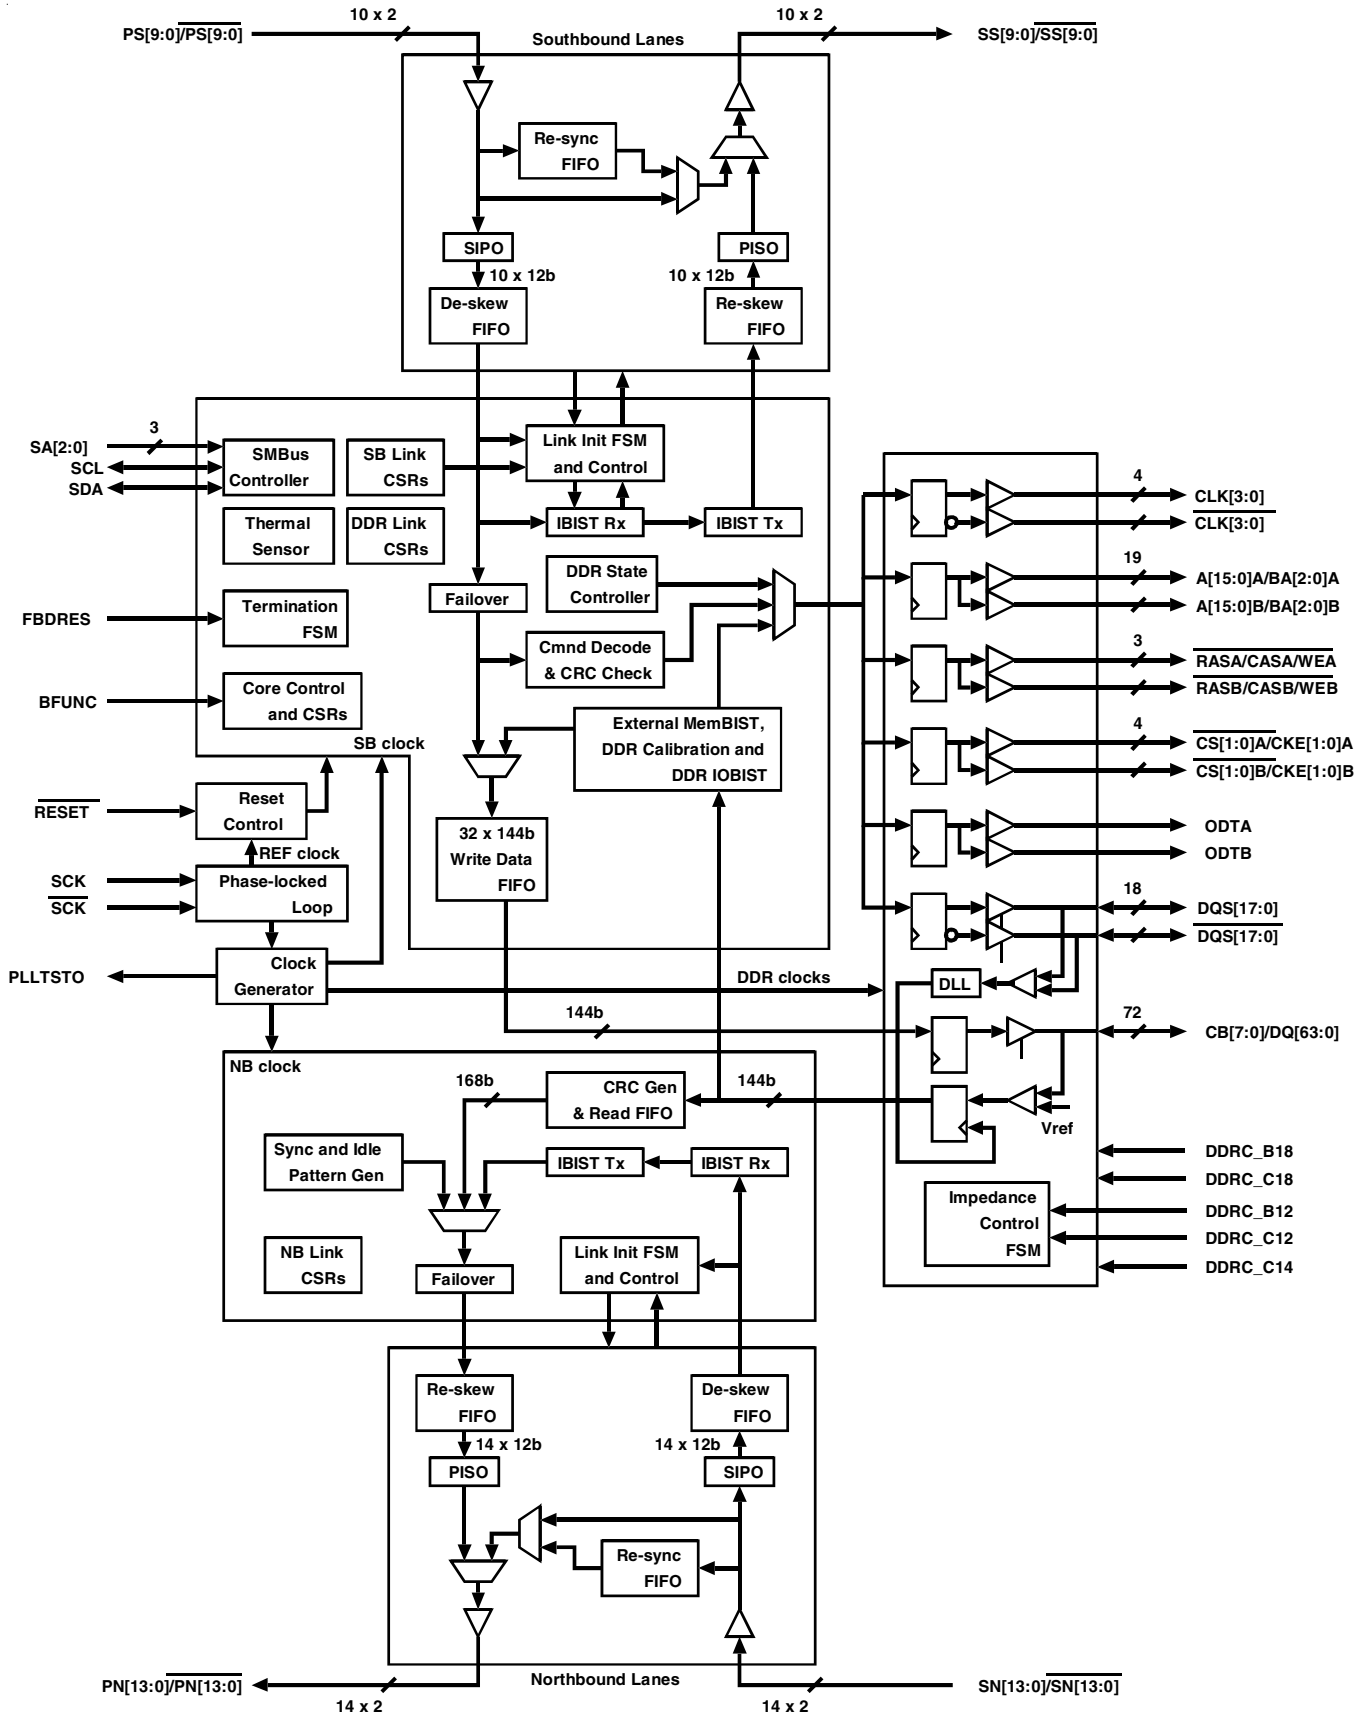 10 x 2
10 x 2
PS[9:0]/PS[9:0]
SS[9:0]/SS[9:0]
Southbound Lanes
Re-sync
FIFO
SIPO
PISO
10 x 12b
10 x 12b
De-skew
FIFO
Re-skew
FIFO
SA[2:0]
3
SCL
SDA
SMBus
Controller
SB Link
CSRs
Link Init FSM
and Control
Thermal
Sensor
DDR Link
CSRs
IBIST Rx
IBIST Tx
4
CLK[3:0]
CLK[3:0]
DDR State
Controller
Failover
19
A[15:0]A/BA[2:0]A
A[15:0]B/BA[2:0]B
FBDRES
Termination
FSM
Cmnd Decode
& CRC Check
3
RASA/CASA/WEA
RASB/CASB/WEB
BFUNC
Core Control
and CSRs
SB clock
External MemBIST,
DDR Calibration and
DDR IOBIST
4
CS[1:0]A/CKE[1:0]A
CS[1:0]B/CKE[1:0]B
RESET
Reset
Control
REF clock
32 x 144b
Write Data
FIFO
ODTA
ODTB
SCK
SCK
Phase-locked
Loop
18
DQS[17:0]
DQS[17:0]
PLLTSTO
Clock
Generator
DDR clocks
DLL
144b
72
CB[7:0]/DQ[63:0]
NB clock
168b
CRC Gen
& Read FIFO
144b
Vref
Sync and Idle
Pattern Gen
IBIST Tx
IBIST Rx
DDRC_B18
DDRC_C18
Impedance
Control
FSM
DDRC_B12
DDRC_C12
DDRC_C14
NB Link
CSRs
Failover
Link Init FSM
and Control
Re-skew
FIFO
De-skew
FIFO
14 x 12b
14 x 12b
PISO
SIPO
Re-sync
FIFO
Northbound Lanes
PN[13:0]/PN[13:0]
SN[13:0]/SN[13:0]
14 x 2
14 x 2